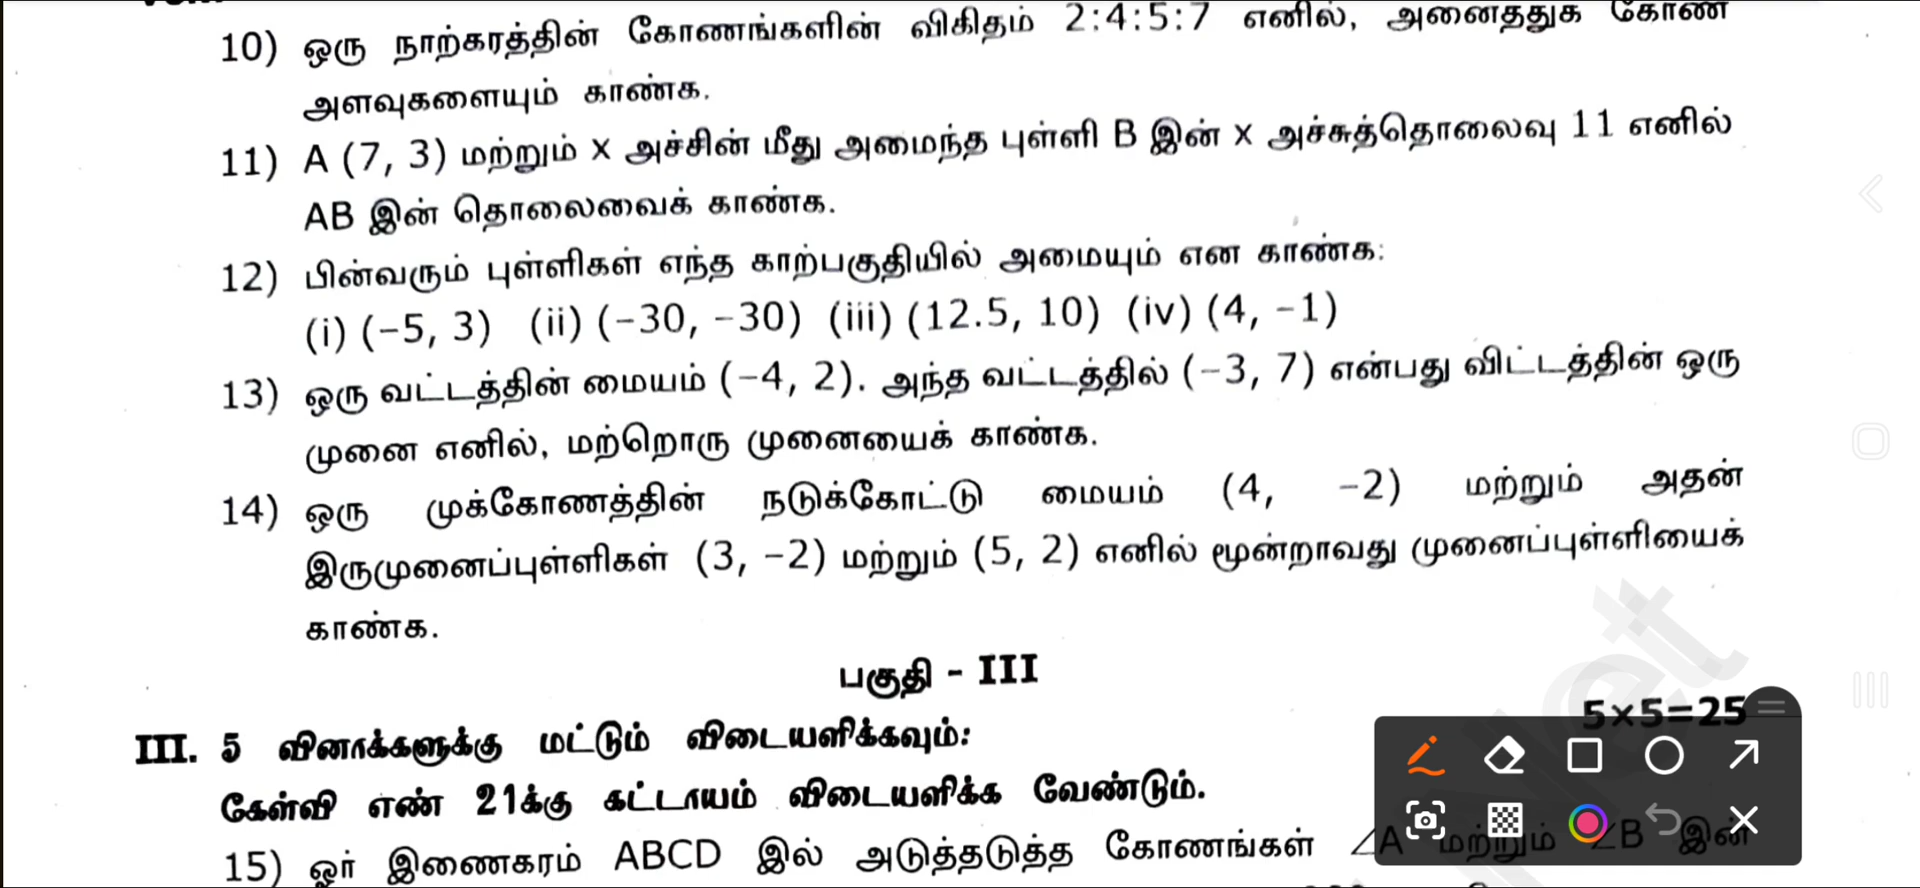 10) ஒரு நாற்கரத்தின் கோணங்களின் விகிதம் 2:4:5:7 எனில், அனைத்துக் கோண
அளவுகளையும் காண்க.
11) A (7, 3) மற்றும் x அச்சின் மீது அமைந்த புள்ளி B இன் x அச்சுத்தொலைவு 11 எனில்
AB இன் தொலைவைக் காண்க.
12) பின்வரும் புள்ளிகள் எந்த காற்பகுதியில் அமையும் என காண்க:
(i) (−5, 3) (ii) (−30, −30) (iii) (12.5, 10) (iv) (4, −1)
13) ஒரு வட்டத்தின் மையம் (−4, 2). அந்த வட்டத்தில் (−3, 7) என்பது விட்டத்தின் ஒரு
முனை எனில், மற்றொரு முனையைக் காண்க.
14) ஒரு முக்கோணத்தின் நடுக்கோட்டு மையம் (4, −2) மற்றும் அதன்
இருமுனைப்புள்ளிகள் (3, −2) மற்றும் (5, 2) எனில் மூன்றாவது முனைப்புள்ளியைக்
காண்க.
பகுதி - III
5×5=25
III. 5 வினாக்களுக்கு மட்டும் விடையளிக்கவும்:
கேள்வி எண் 21க்கு கட்டாயம் விடையளிக்க வேண்டும்.
15) ஓர் இணைகரம் ABCD இல் அடுத்தடுத்த கோணங்கள் ∠A மற்றும் ∠B இன்